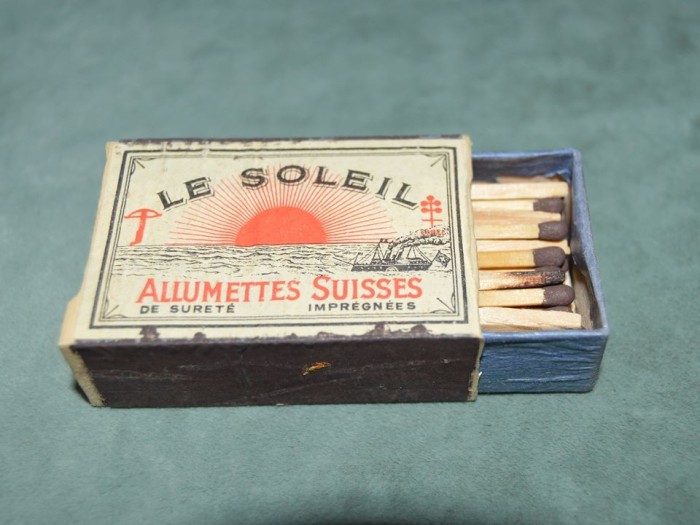 LE SOLEIL
ALLUMETTES SUISSES
DE SURETÉ IMPRÉGNÉES